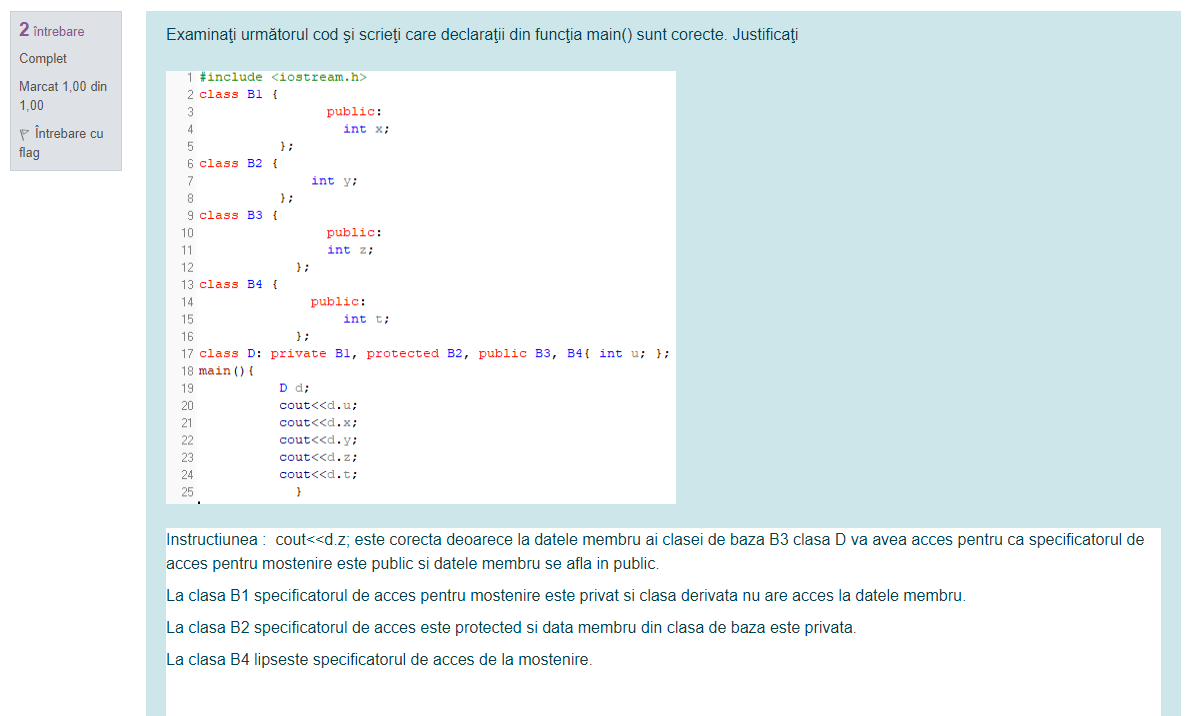 2 întrebare
Complet
Marcat 1,00 din
1,00
Întrebare cu
flag
Examinaţi următorul cod şi scrieţi care declaraţii din funcţia main() sunt corecte. Justificaţi
1 #include <iostream.h>
2 class B1 {
3 public:
4 int x;
5 };
6 class B2 {
7 int y;
8 };
9 class B3 {
10 public:
11 int z;
12 };
13 class B4 {
14 public:
15 int t;
16 };
17 class D: private B1, protected B2, public B3, B4{ int u; };
18 main(){
19 D d;
20 cout<<d.u;
21 cout<<d.x;
22 cout<<d.y;
23 cout<<d.z;
24 cout<<d.t;
25 }
Instructiunea : cout<<d.z; este corecta deoarece la datele membru ai clasei de baza B3 clasa D va avea acces pentru ca specificatorul de
acces pentru mostenire este public si datele membru se afla in public.
La clasa B1 specificatorul de acces pentru mostenire este privat si clasa derivata nu are acces la datele membru.
La clasa B2 specificatorul de acces este protected si data membru din clasa de baza este privata.
La clasa B4 lipseste specificatorul de acces de la mostenire.